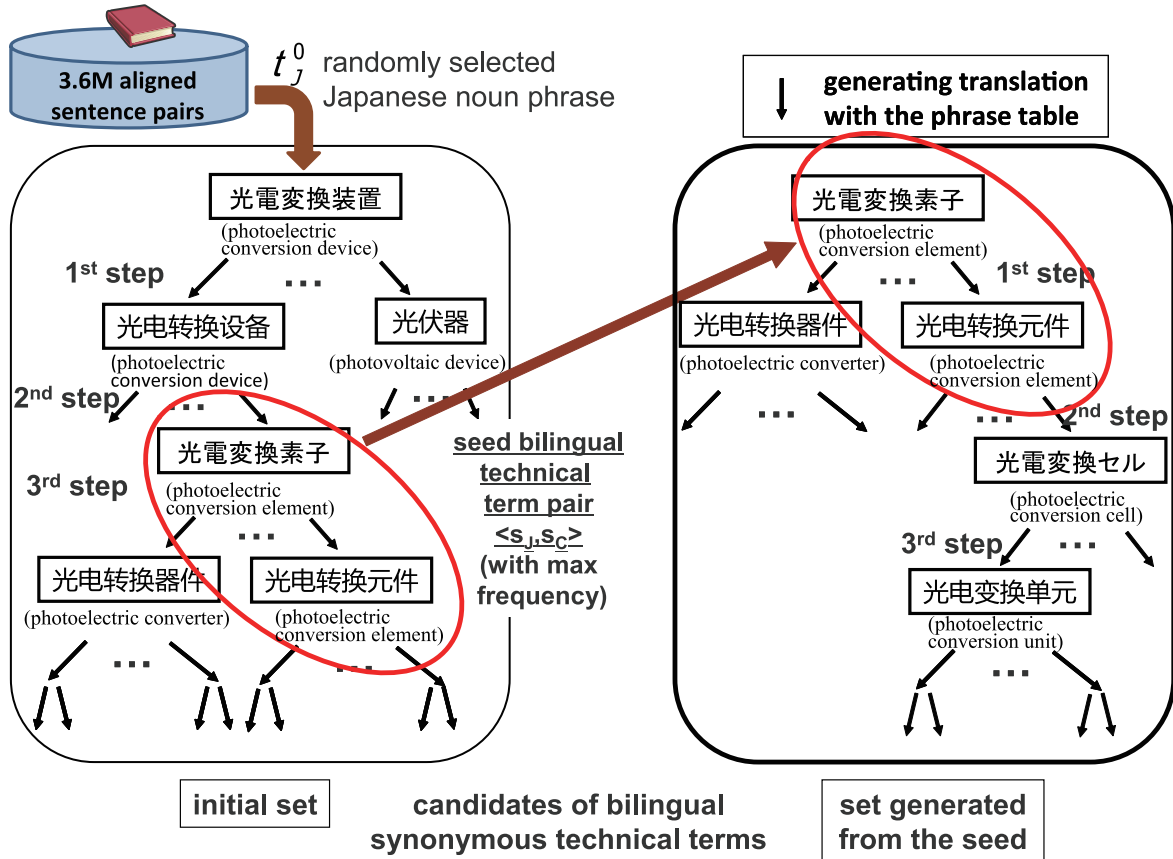 3.6M aligned
sentence pairs
t_J^0 randomly selected
Japanese noun phrase
光電変換装置
(photoelectric
conversion device)
1st step
...
光电转换设备
(photoelectric
conversion device)
光伏器
(photovoltaic device)
2nd step
...
...
光電変換素子
(photoelectric
conversion element)
3rd step
...
光电转换器件
(photoelectric converter)
光电转换元件
(photoelectric
conversion element)
...
...
seed bilingual
technical
term pair
<s_J,s_C>
(with max
frequency)
initial set
candidates of bilingual
synonymous technical terms
generating translation
with the phrase table
光電変換素子
(photoelectric
conversion element)
...
1st step
光电转换器件
(photoelectric converter)
光电转换元件
(photoelectric
conversion element)
...
...
2nd step
光電変換セル
(photoelectric
conversion cell)
3rd step
...
光电变换单元
(photoelectric
conversion unit)
...
set generated
from the seed